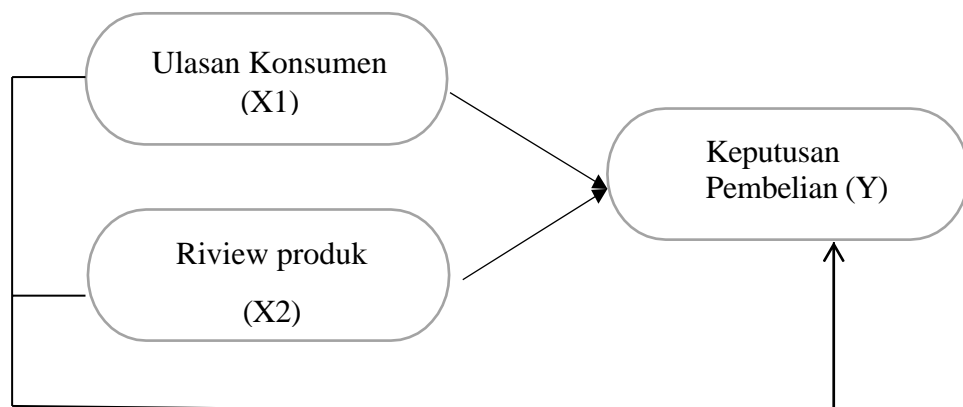 Ulasan Konsumen
(X1)
Riview produk
(X2)
Keputusan
Pembelian (Y)